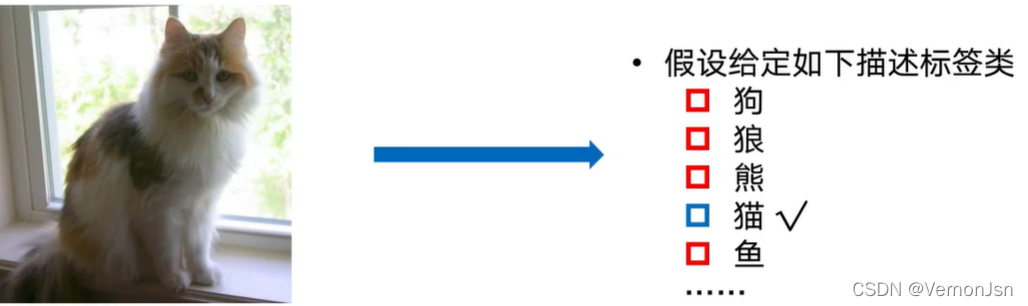 • 假设给定如下描述标签类
狗
狼
熊
猫 √
鱼
……
CSDN @VernonJsn